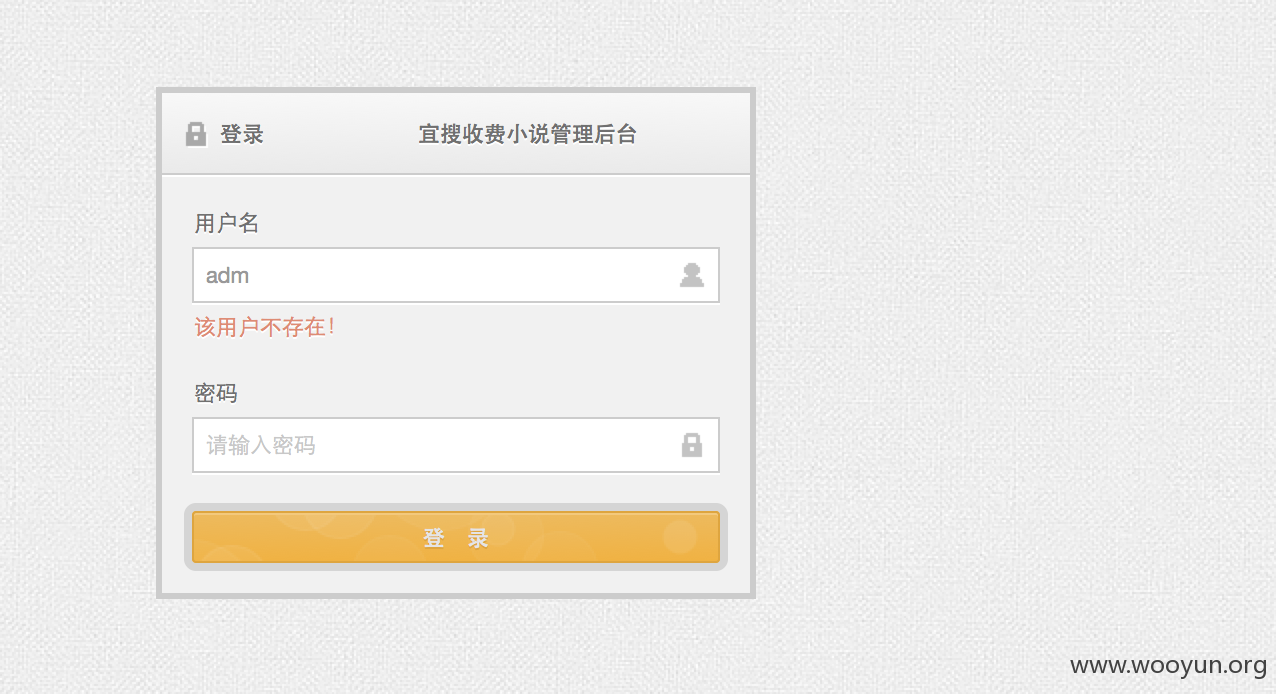 登录 宜搜收费小说管理后台
用户名
adm
该用户不存在!
密码
请输入密码
登 录
www.wooyun.org